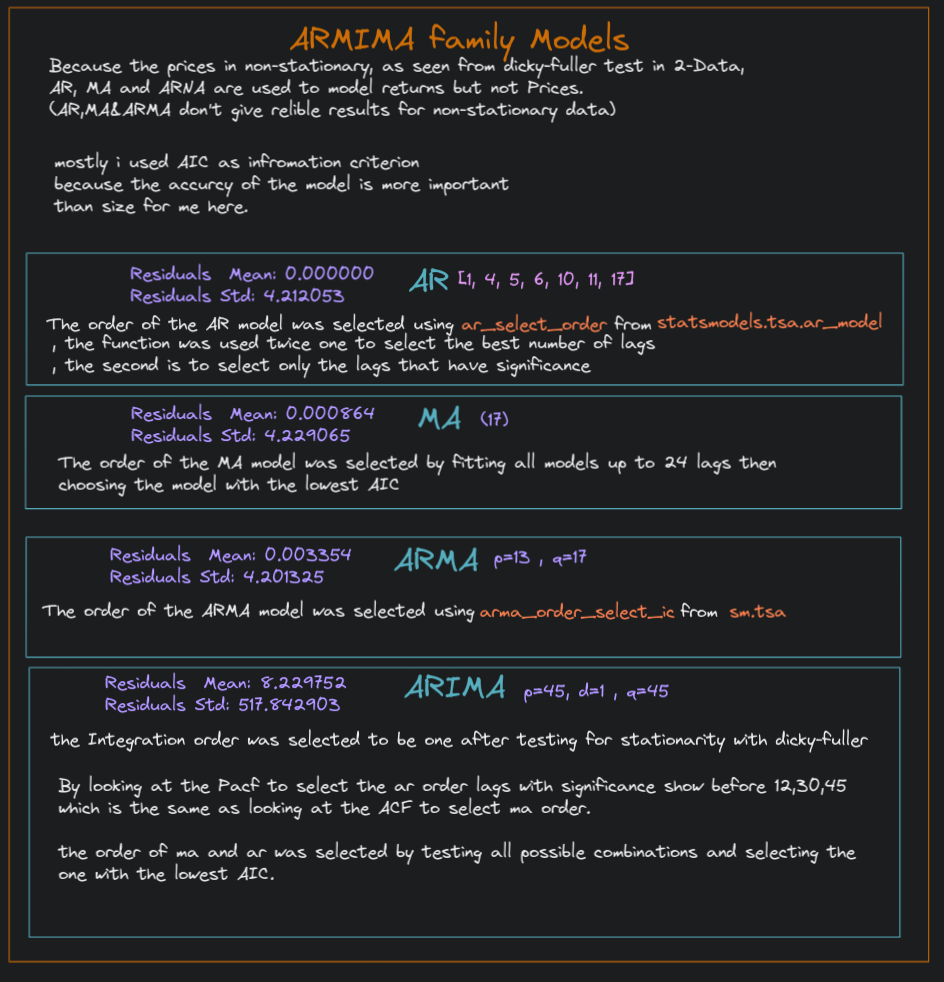 ARMIMA family Models
Because the prices in non-stationary, as seen from dicky-fuller test in 2-Data,
AR, MA and ARNA are used to model returns but not Prices.
(AR,MA&ARMA don't give relible results for non-stationary data)
mostly i used AIC as infromation criterion
because the accurcy of the model is more important
than size for me here.
Residuals Mean: 0.000000
Residuals Std: 4.212053
AR [1, 4, 5, 6, 10, 11, 17]
The order of the AR model was selected using ar_select_order from statsmodels.tsa.ar_model
, the function was used twice one to select the best number of lags
, the second is to select only the lags that have significance
Residuals Mean: 0.000864
Residuals Std: 4.229065
MA (17)
The order of the MA model was selected by fitting all models up to 24 lags then
choosing the model with the lowest AIC
Residuals Mean: 0.003354
Residuals Std: 4.201325
ARMA p=13 , q=17
The order of the ARMA model was selected using arma_order_select_ic from sm.tsa
Residuals Mean: 8.229752
Residuals Std: 517.842903
ARIMA p=45, d=1 , q=45
the Integration order was selected to be one after testing for stationarity with dicky-fuller
By looking at the Pacf to select the ar order lags with significance show before 12,30,45
which is the same as looking at the ACF to select ma order.
the order of ma and ar was selected by testing all possible combinations and selecting the
one with the lowest AIC.